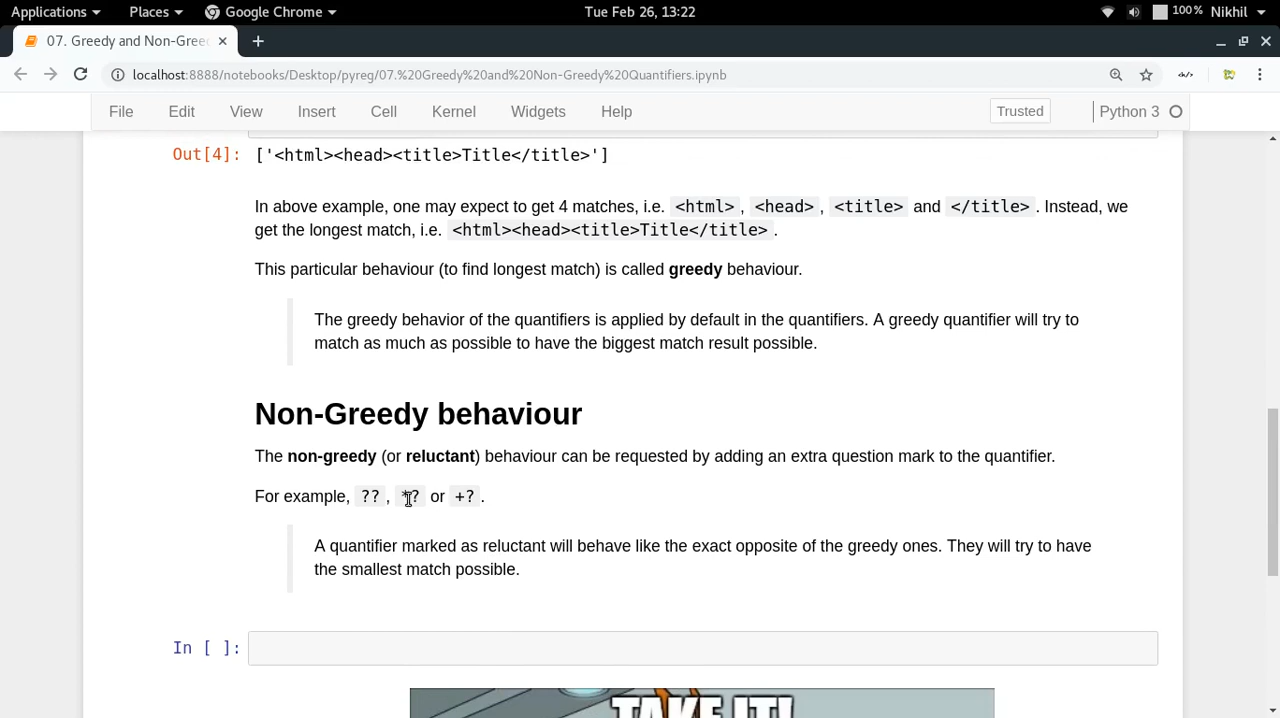 Applications Places Google Chrome Tue Feb 26, 13:22 100% Nikhil
07. Greedy and Non-Gree
localhost:8888/notebooks/Desktop/pyreg/07.%20Greedy%20and%20Non-Greedy%20Quantifiers.ipynb
File Edit View Insert Cell Kernel Widgets Help Trusted Python 3
Out[4]: ['<html><head><title>Title</title>']
In above example, one may expect to get 4 matches, i.e. <html> , <head> , <title> and </title> . Instead, we
get the longest match, i.e. <html><head><title>Title</title> .
This particular behaviour (to find longest match) is called greedy behaviour.
The greedy behavior of the quantifiers is applied by default in the quantifiers. A greedy quantifier will try to
match as much as possible to have the biggest match result possible.
Non-Greedy behaviour
The non-greedy (or reluctant) behaviour can be requested by adding an extra question mark to the quantifier.
For example, ?? , *? or +? .
A quantifier marked as reluctant will behave like the exact opposite of the greedy ones. They will try to have
the smallest match possible.
In [ ]:
TAKE IT!